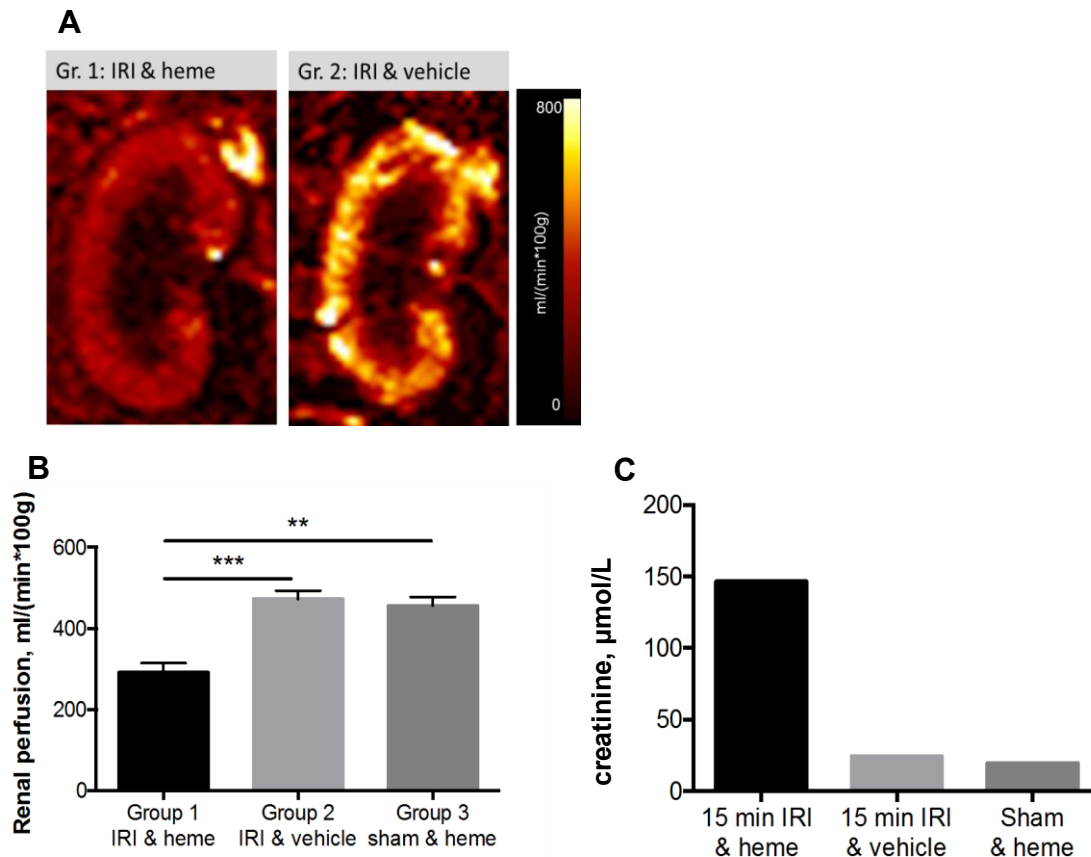 A
Gr. 1: IRI & heme
Gr. 2: IRI & vehicle
800
ml/(min*100g)
0
B
Renal perfusion, ml/(min*100g)
600
400
200
0
**
***
Group 1
IRI & heme
Group 2
IRI & vehicle
Group 3
sham & heme
C
creatinine, µmol/L
200
150
100
50
0
15 min IRI
& heme
15 min IRI
& vehicle
Sham
& heme